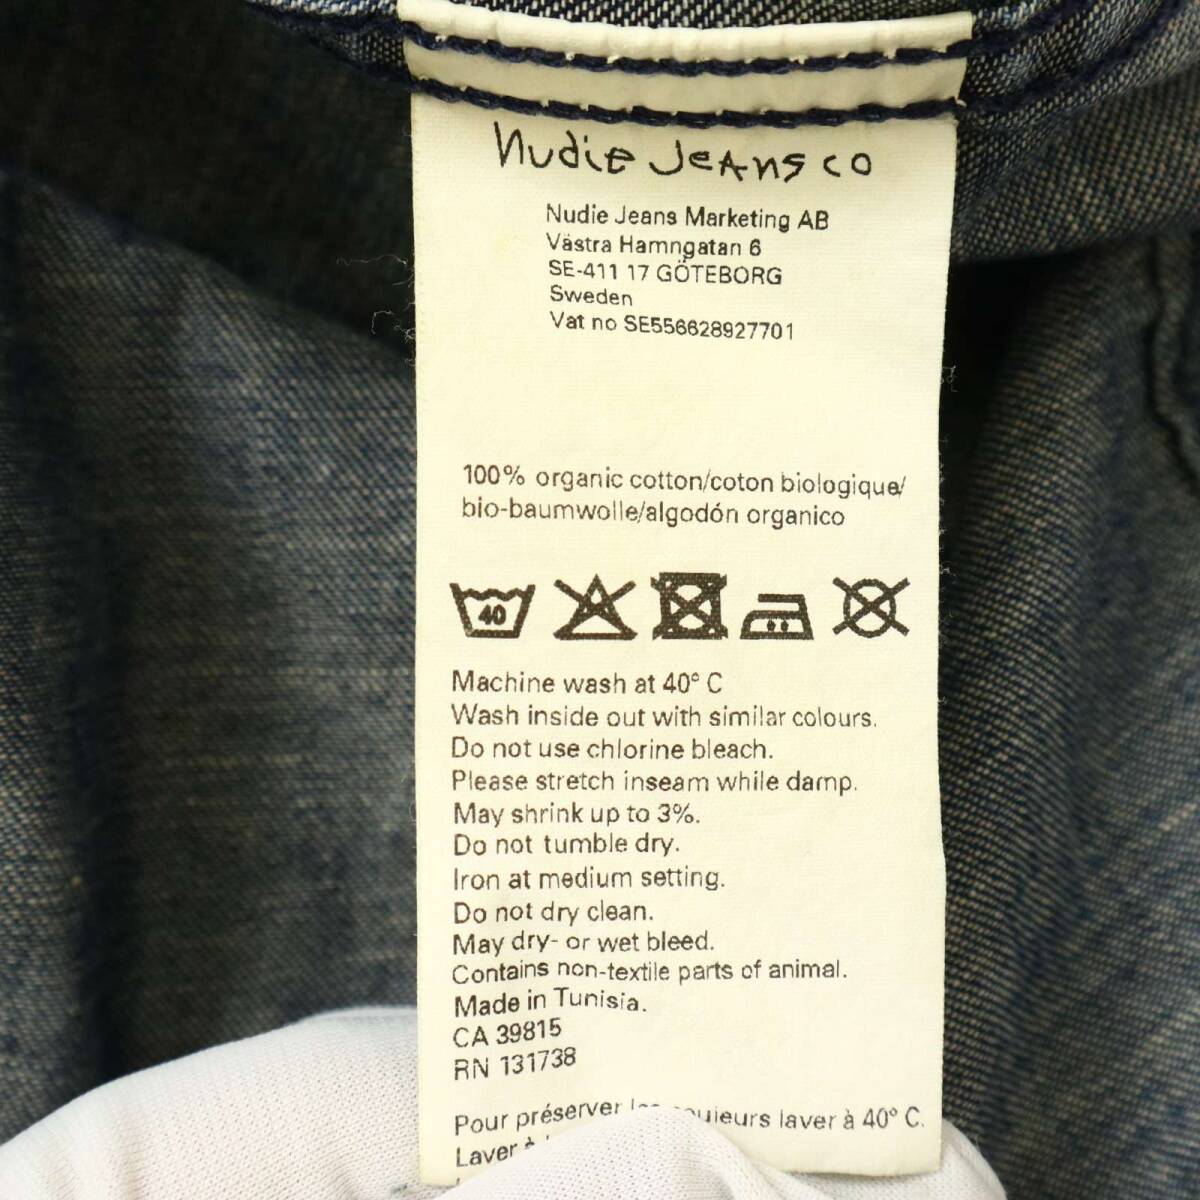 Nudie Jeans co
Nudie Jeans Marketing AB
Västra Hamngatan 6
SE-411 17 GÖTEBORG
Sweden
Vat no SE556628927701
100% organic cotton/coton biologique/
bio-baumwolle/algodón organico
40
Machine wash at 40° C
Wash inside out with similar colours.
Do not use chlorine bleach.
Please stretch inseam while damp.
May shrink up to 3%.
Do not tumble dry.
Iron at medium setting.
Do not dry clean.
May dry- or wet bleed.
Contains non-textile parts of animal.
Made in Tunisia.
CA 39815
RN 131738
Pour préserver laver à 40° C.
Laver